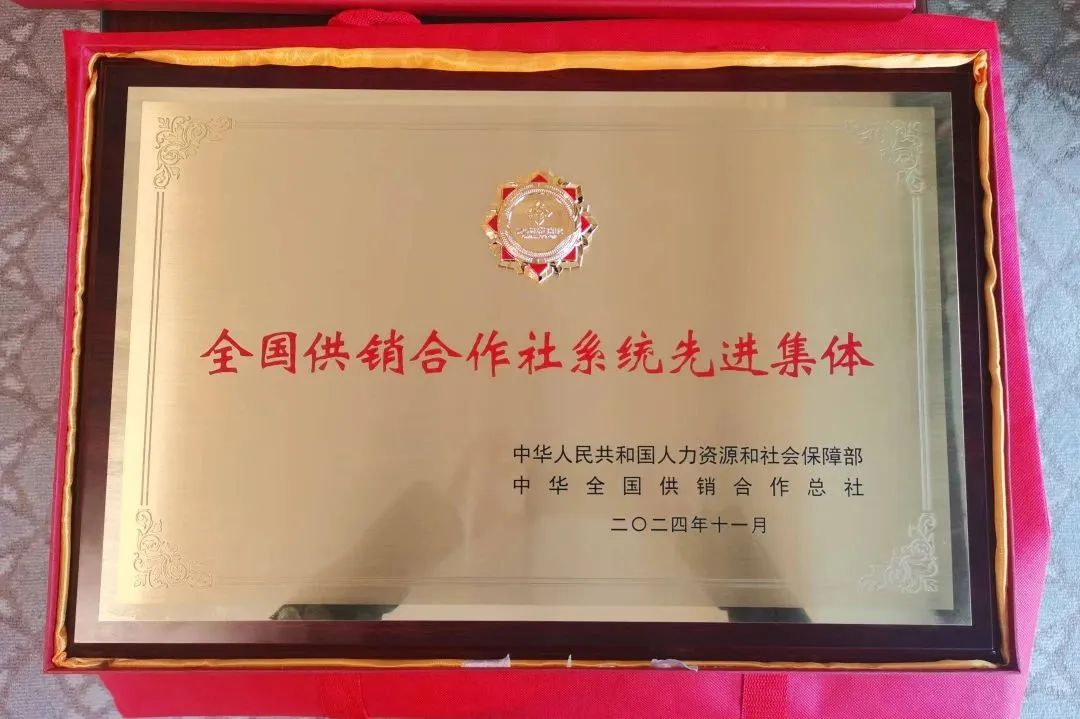 全国供销合作社系统先进集体
中华人民共和国人力资源和社会保障部
中华全国供销合作总社
二〇二四年十一月